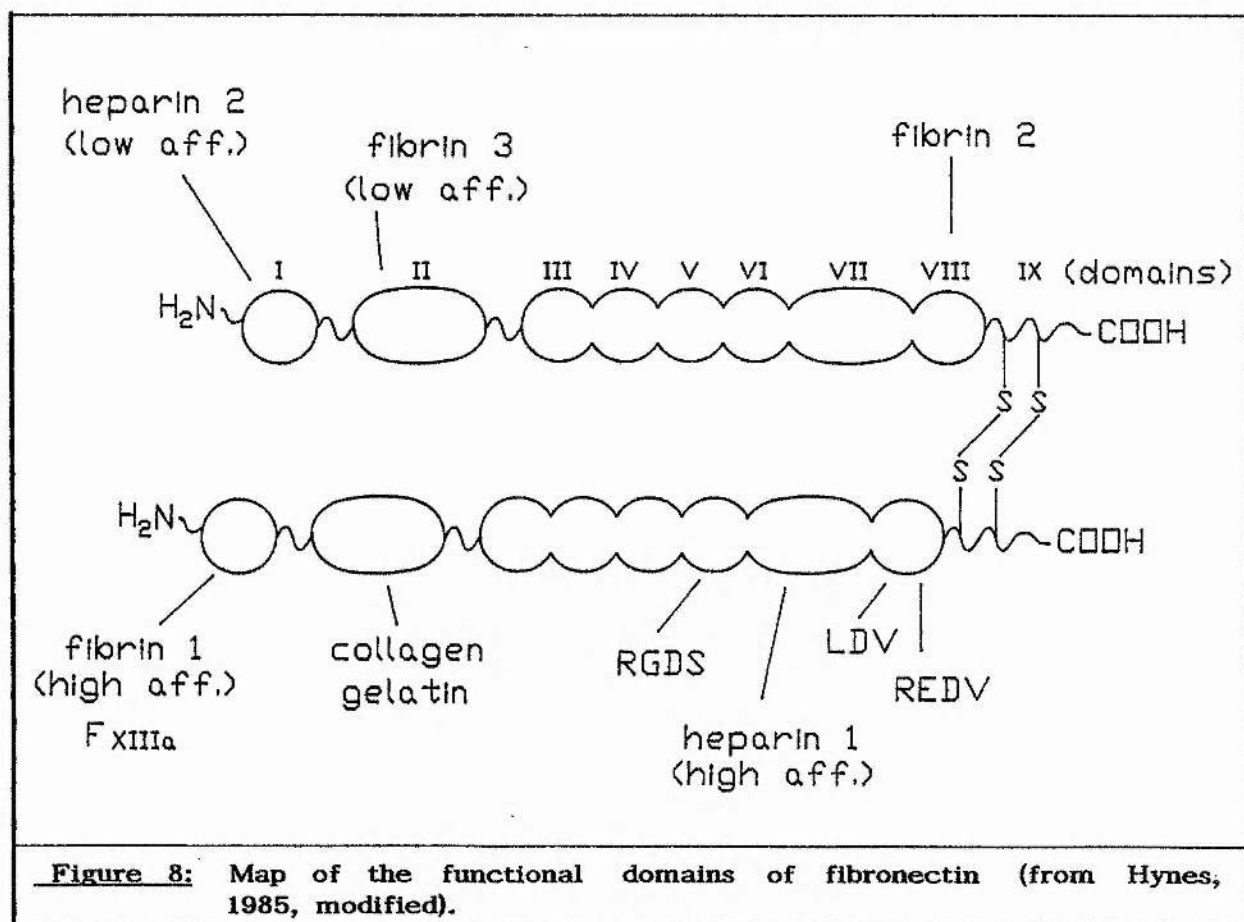 heparin 2
(low aff.)
fibrin 3
(low aff.)
fibrin 2
I II III IV V VI VII VIII IX (domains)
H₂N
COOH
S S
S S
H₂N
COOH
fibrin 1
(high aff.)
F XIIIa
collagen
gelatin
RGDS
heparin 1
(high aff.)
LDV
REDV
Figure 8: Map of the functional domains of fibronectin (from Hynes,
1985, modified).